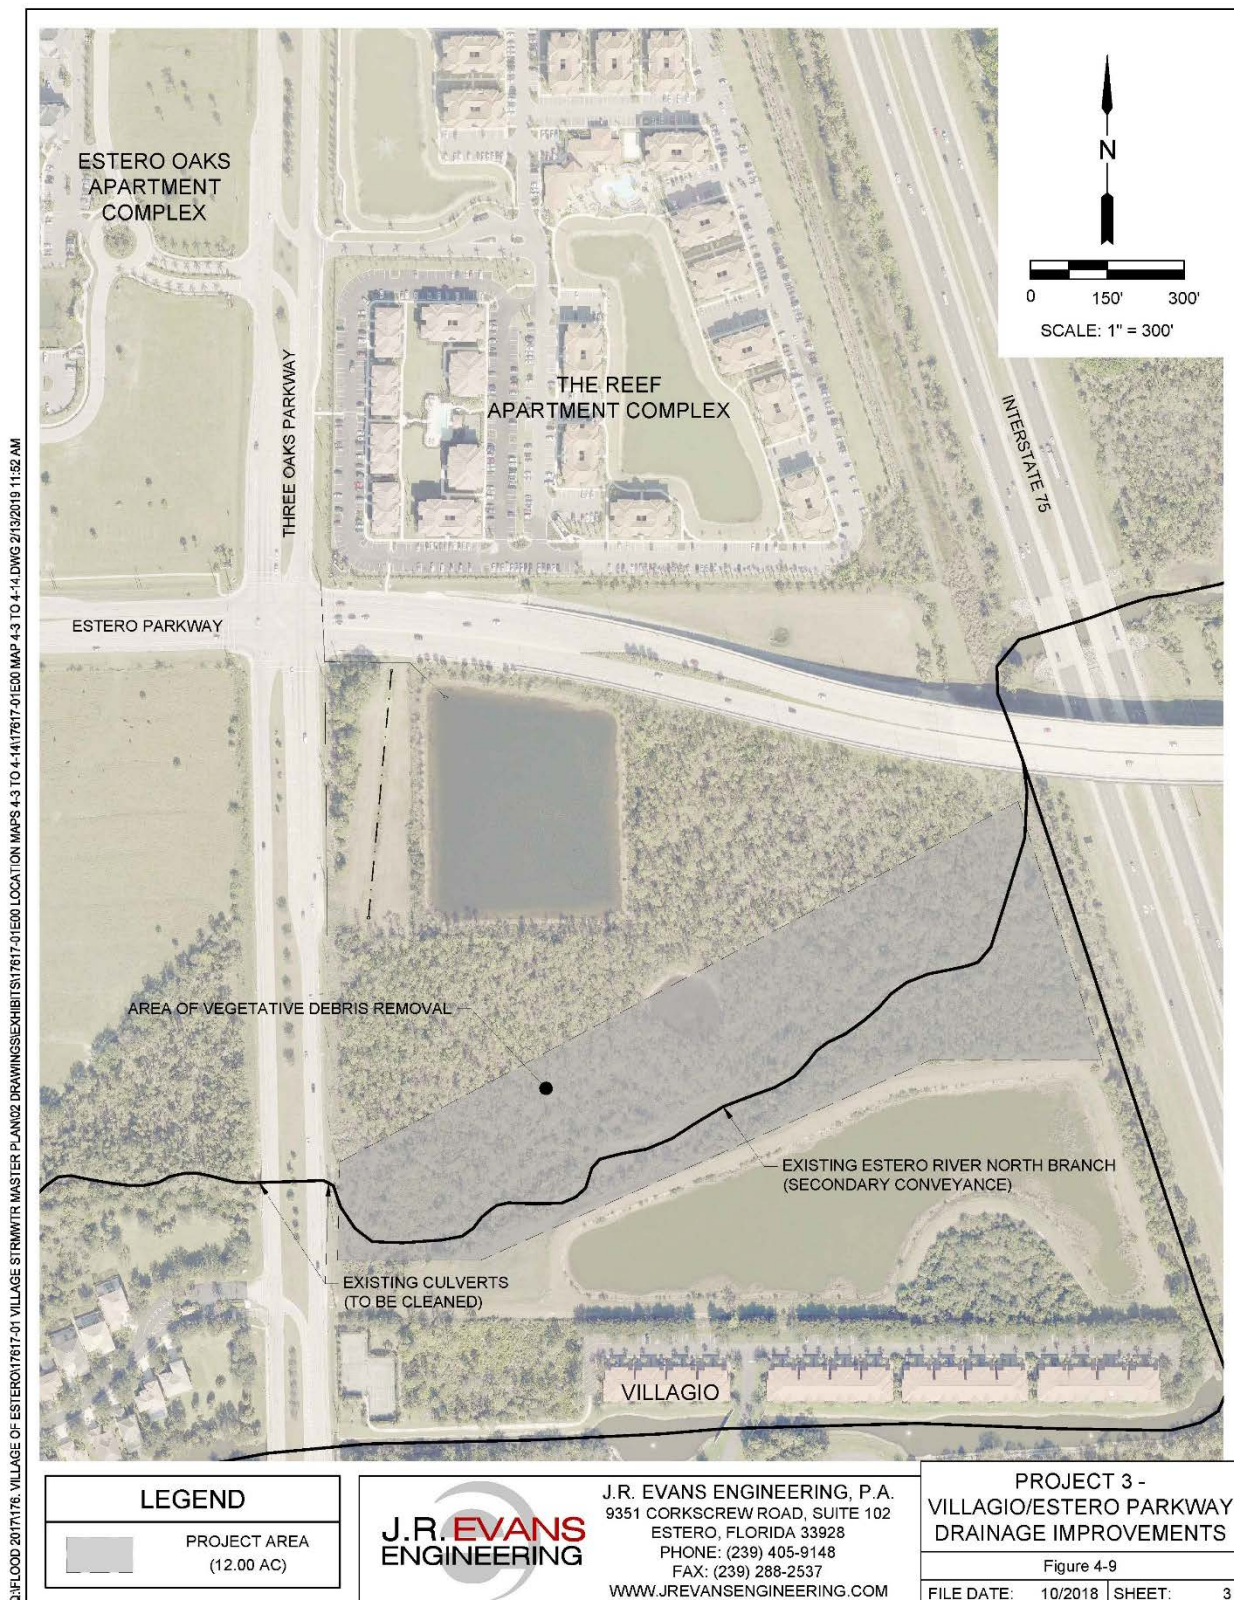 ESTERO OAKS
APARTMENT
COMPLEX
N
0 150' 300'
SCALE: 1" = 300'
THREE OAKS PARKWAY
THE REEF
APARTMENT COMPLEX
INTERSTATE 75
ESTERO PARKWAY
AREA OF VEGETATIVE DEBRIS REMOVAL
EXISTING ESTERO RIVER NORTH BRANCH
(SECONDARY CONVEYANCE)
EXISTING CULVERTS
(TO BE CLEANED)
VILLAGIO
Q:\FLOOD 2017\176. VILLAGE OF ESTERO\17617-01 VILLAGE STRMWTR MASTER PLAN\02 DRAWINGS\EXHIBITS\17617-01E00 LOCATION MAPS 4-3 TO 4-14\17617-01E00 MAP 4-3 TO 4-14.DWG 2/13/2019 11:52 AM
LEGEND
PROJECT AREA
(12.00 AC)
J.R. EVANS
ENGINEERING
J.R. EVANS ENGINEERING, P.A.
9351 CORKSCREW ROAD, SUITE 102
ESTERO, FLORIDA 33928
PHONE: (239) 405-9148
FAX: (239) 288-2537
WWW.JREVANSENGINEERING.COM
PROJECT 3 -
VILLAGIO/ESTERO PARKWAY
DRAINAGE IMPROVEMENTS
Figure 4-9
FILE DATE: 10/2018 SHEET: 3